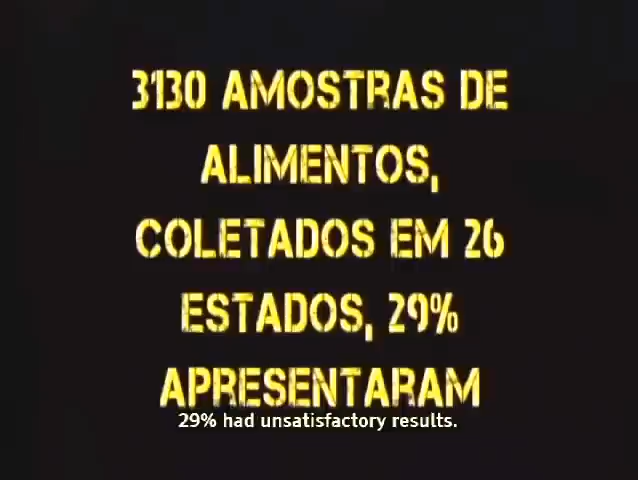 3130 AMOSTRAS DE
ALIMENTOS,
COLETADOS EM 26
ESTADOS, 29%
APRESENTARAM
29% had unsatisfactory results.